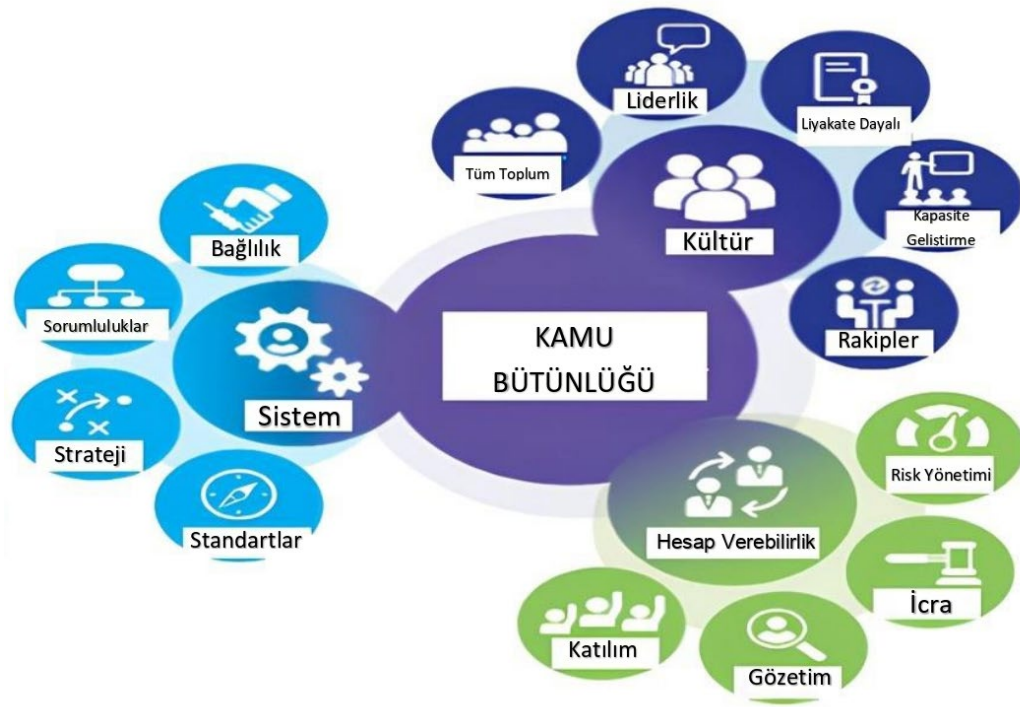 Liderlik
Liyakate Dayalı
Tüm Toplum
Kapasite
Geliştirme
Kültür
Rakipler
Bağlılık
Sorumluluklar
Strateji
Standartlar
Sistem
KAMU
BÜTÜNLÜĞÜ
Hesap Verebilirlik
Risk Yönetimi
İcra
Gözetim
Katılım